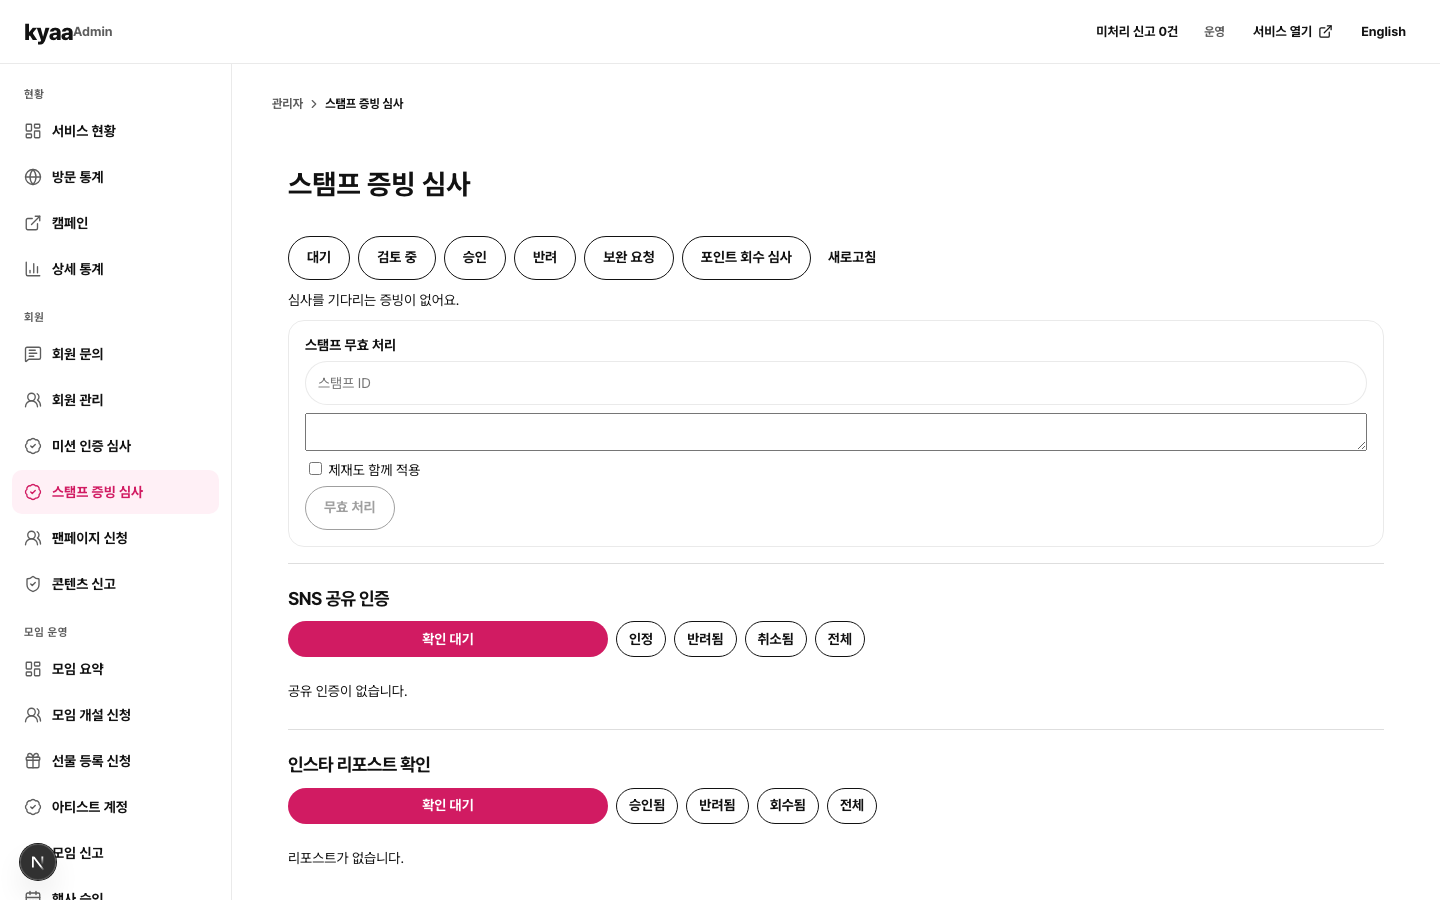 kyaa Admin
미처리 신고 0건
운영
서비스 열기
English
현황
서비스 현황
방문 통계
캠페인
상세 통계
회원
회원 문의
회원 관리
미션 인증 심사
스탬프 증빙 심사
팬페이지 신청
콘텐츠 신고
모임 운영
모임 요약
모임 개설 신청
선물 등록 신청
아티스트 계정
모임 신고
행사 승인
관리자 > 스탬프 증빙 심사
스탬프 증빙 심사
대기 검토 중 승인 반려 보완 요청 포인트 회수 심사 새로고침
심사를 기다리는 증빙이 없어요.
스탬프 무효 처리
스탬프 ID
제재도 함께 적용
무효 처리
SNS 공유 인증
확인 대기 인정 반려됨 취소됨 전체
공유 인증이 없습니다.
인스타 리포스트 확인
확인 대기 승인됨 반려됨 회수됨 전체
리포스트가 없습니다.